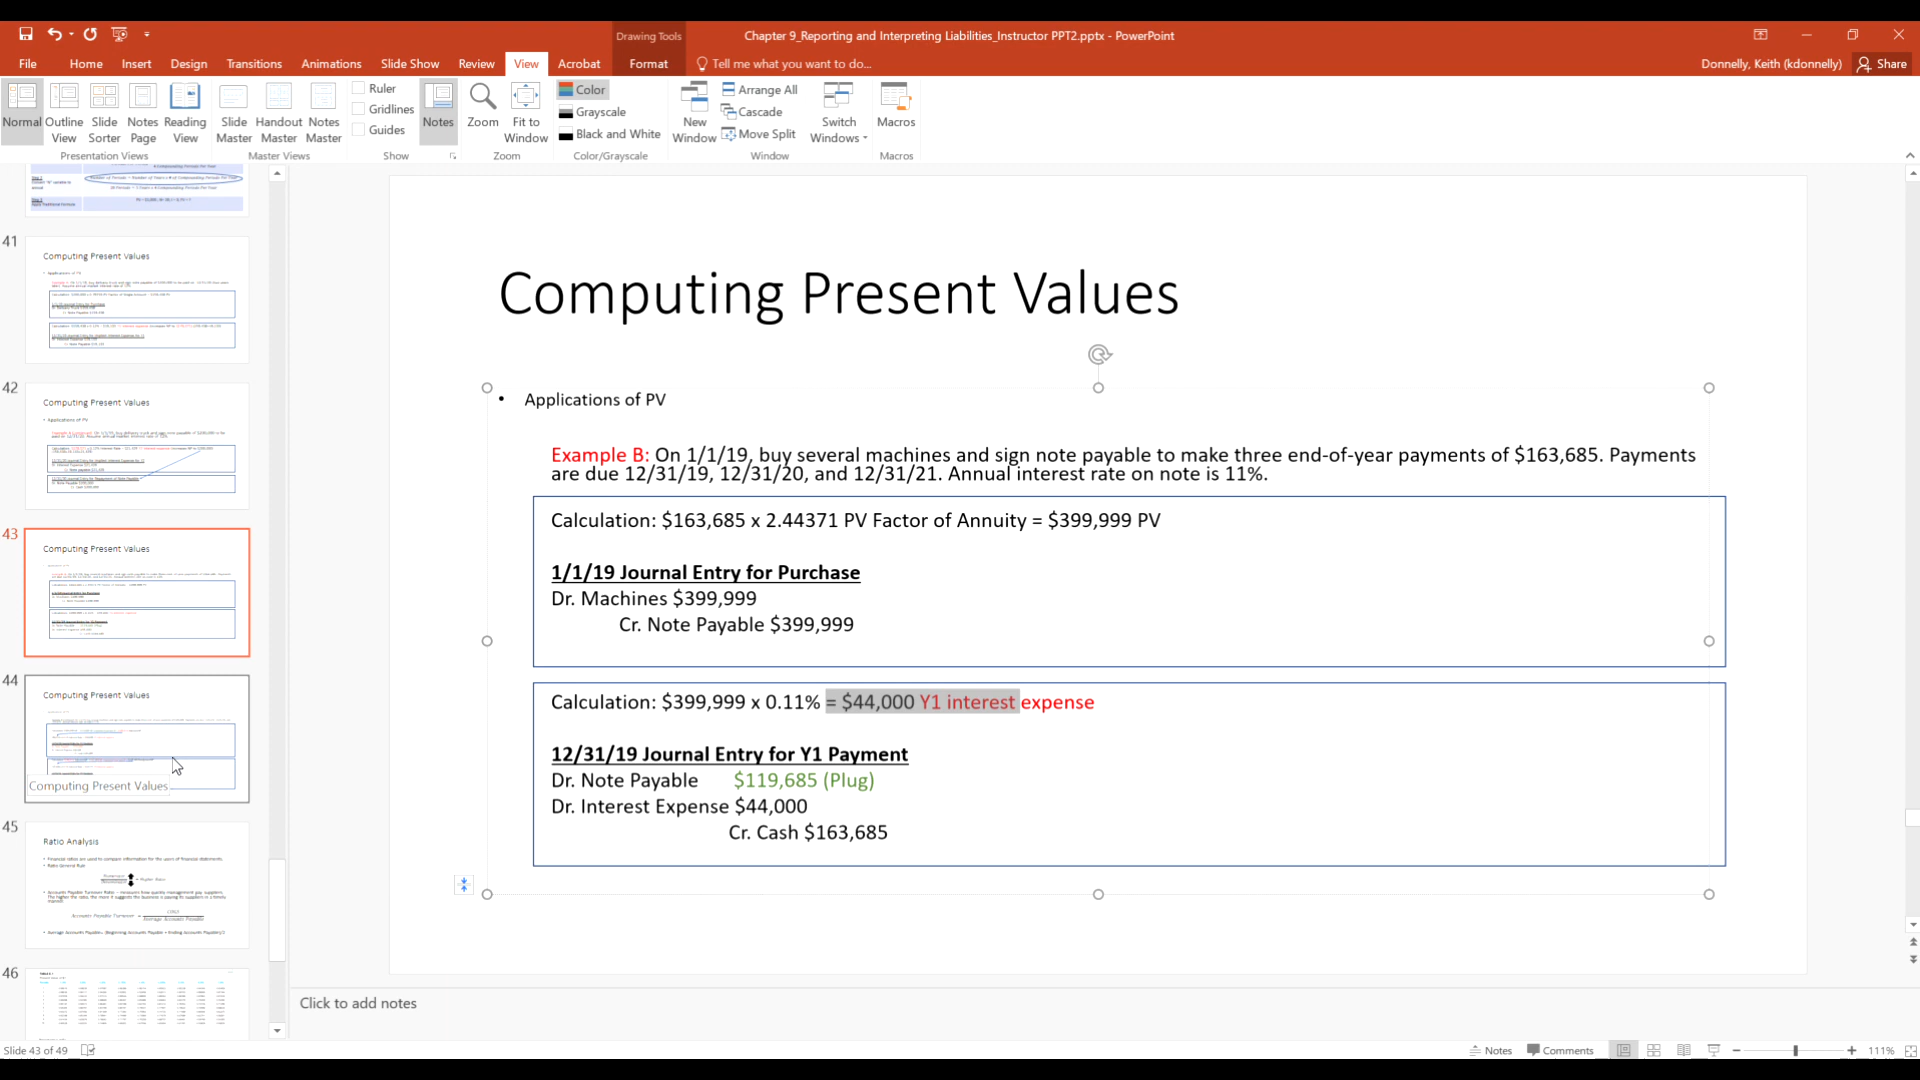 Drawing Tools
Chapter 9_Reporting and Interpreting Liabilities_Instructor PPT2.pptx - PowerPoint
File Home Insert Design Transitions Animations Slide Show Review View Acrobat Format Tell me what you want to do... Donnelly, Keith (kdonnelly) Share
Normal
Outline View
Slide Sorter
Notes Page
Reading View
Presentation Views
Slide Master
Handout Master
Notes Master
Master Views
Ruler
Gridlines
Guides
Show
Notes
Zoom
Fit to Window
Zoom
Color
Grayscale
Black and White
Color/Grayscale
New Window
Arrange All
Cascade
Move Split
Switch Windows
Window
Macros
Macros
41
Computing Present Values
42
Computing Present Values
43
Computing Present Values
44
Computing Present Values
Computing Present Values
45
Ratio Analysis
46
Computing Present Values
• Applications of PV
Example B: On 1/1/19, buy several machines and sign note payable to make three end-of-year payments of $163,685. Payments
are due 12/31/19, 12/31/20, and 12/31/21. Annual interest rate on note is 11%.
Calculation: $163,685 x 2.44371 PV Factor of Annuity = $399,999 PV
1/1/19 Journal Entry for Purchase
Dr. Machines $399,999
Cr. Note Payable $399,999
Calculation: $399,999 x 0.11% = $44,000 Y1 interest expense
12/31/19 Journal Entry for Y1 Payment
Dr. Note Payable $119,685 (Plug)
Dr. Interest Expense $44,000
Cr. Cash $163,685
Click to add notes
Slide 43 of 49
Notes Comments 111%